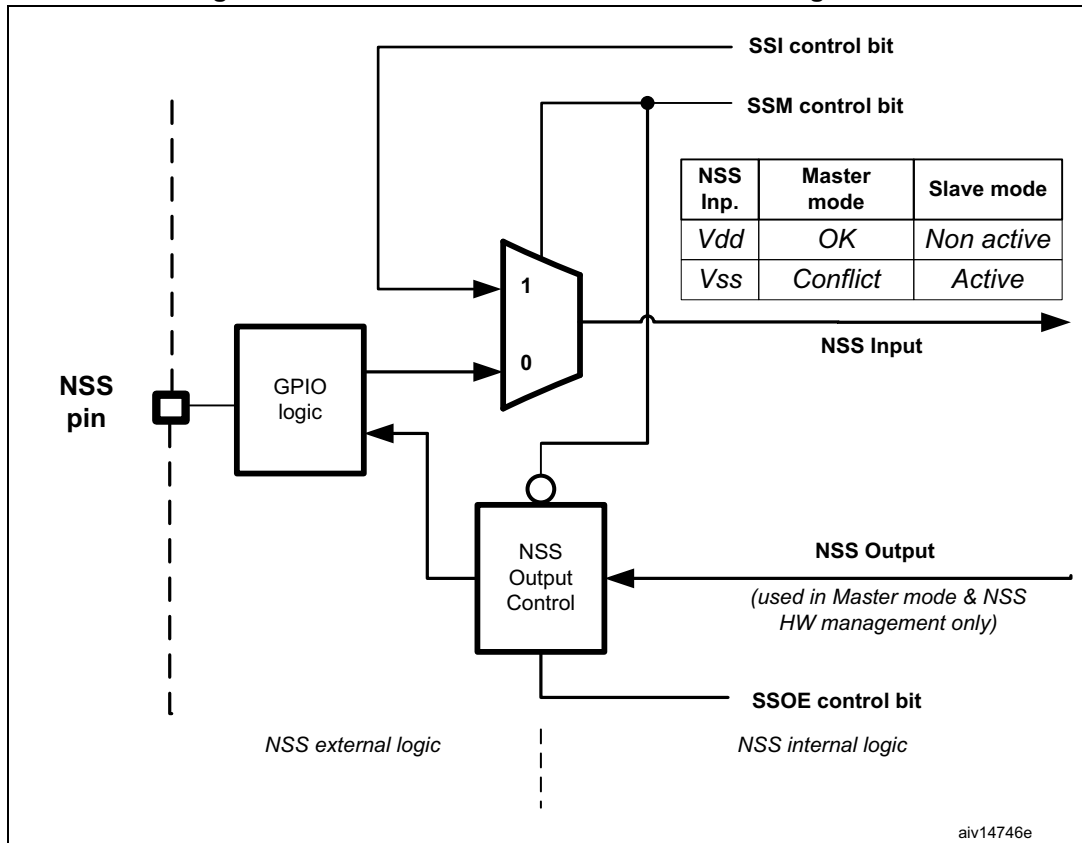 SSI control bit
SSM control bit
NSS Inp. Master mode Slave mode
Vdd OK Non active
Vss Conflict Active
1
0
NSS Input
NSS
pin
GPIO
logic
NSS
Output
Control
NSS Output
(used in Master mode & NSS
HW management only)
SSOE control bit
NSS external logic
NSS internal logic
aiv14746e